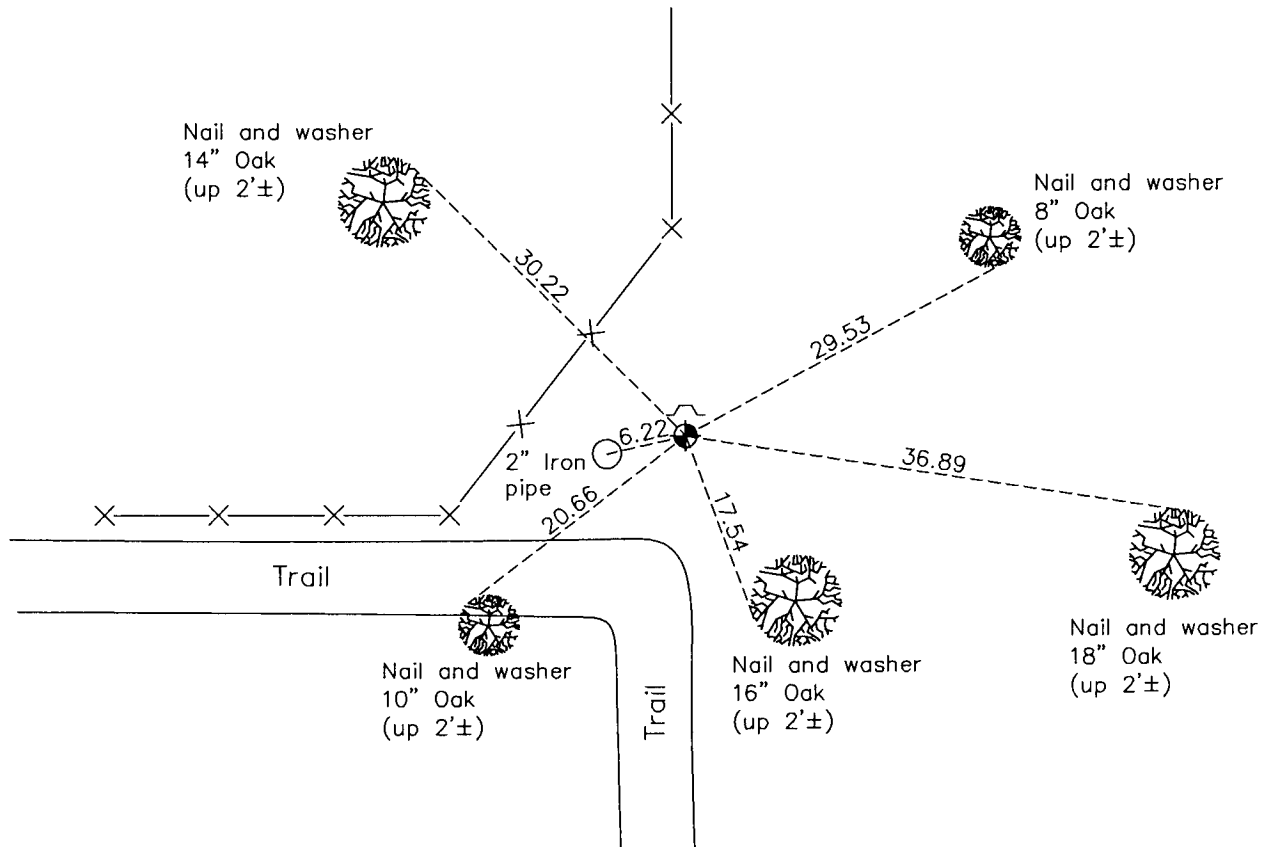 Nail and washer
14" Oak
(up 2'±)
30.22
Nail and washer
8" Oak
(up 2'±)
29.53
6.22
2" Iron
pipe
36.89
20.66
17.54
Trail
Nail and washer
10" Oak
(up 2'±)
Trail
Nail and washer
16" Oak
(up 2'±)
Nail and washer
18" Oak
(up 2'±)